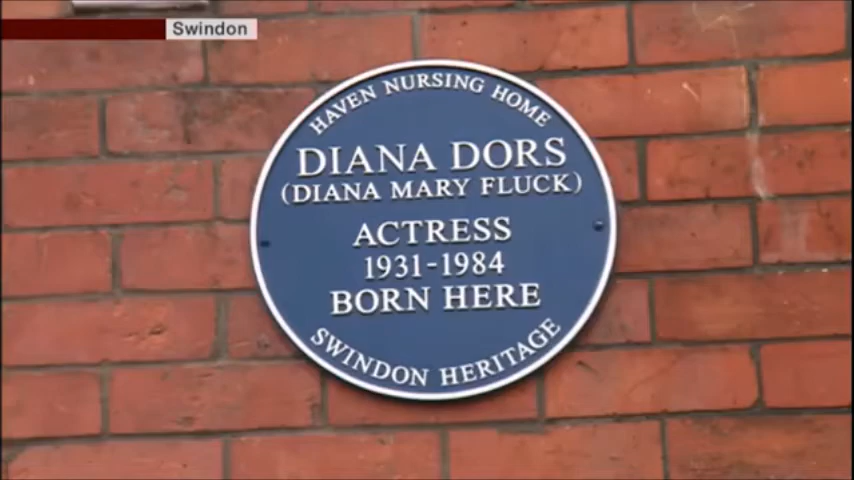 Swindon
HAVEN NURSING HOME
DIANA DORS
(DIANA MARY FLUCK)
ACTRESS
1931-1984
BORN HERE
SWINDON HERITAGE